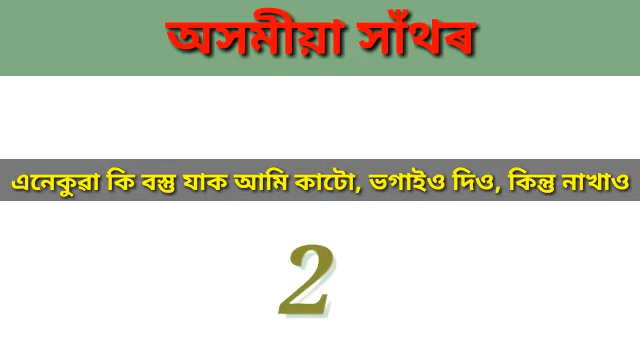 অসমীয়া সাঁথৰ
এনেকুৱা কি বস্তু যাক আমি কাটো, ভগাইও দিও, কিন্তু নাখাও
2